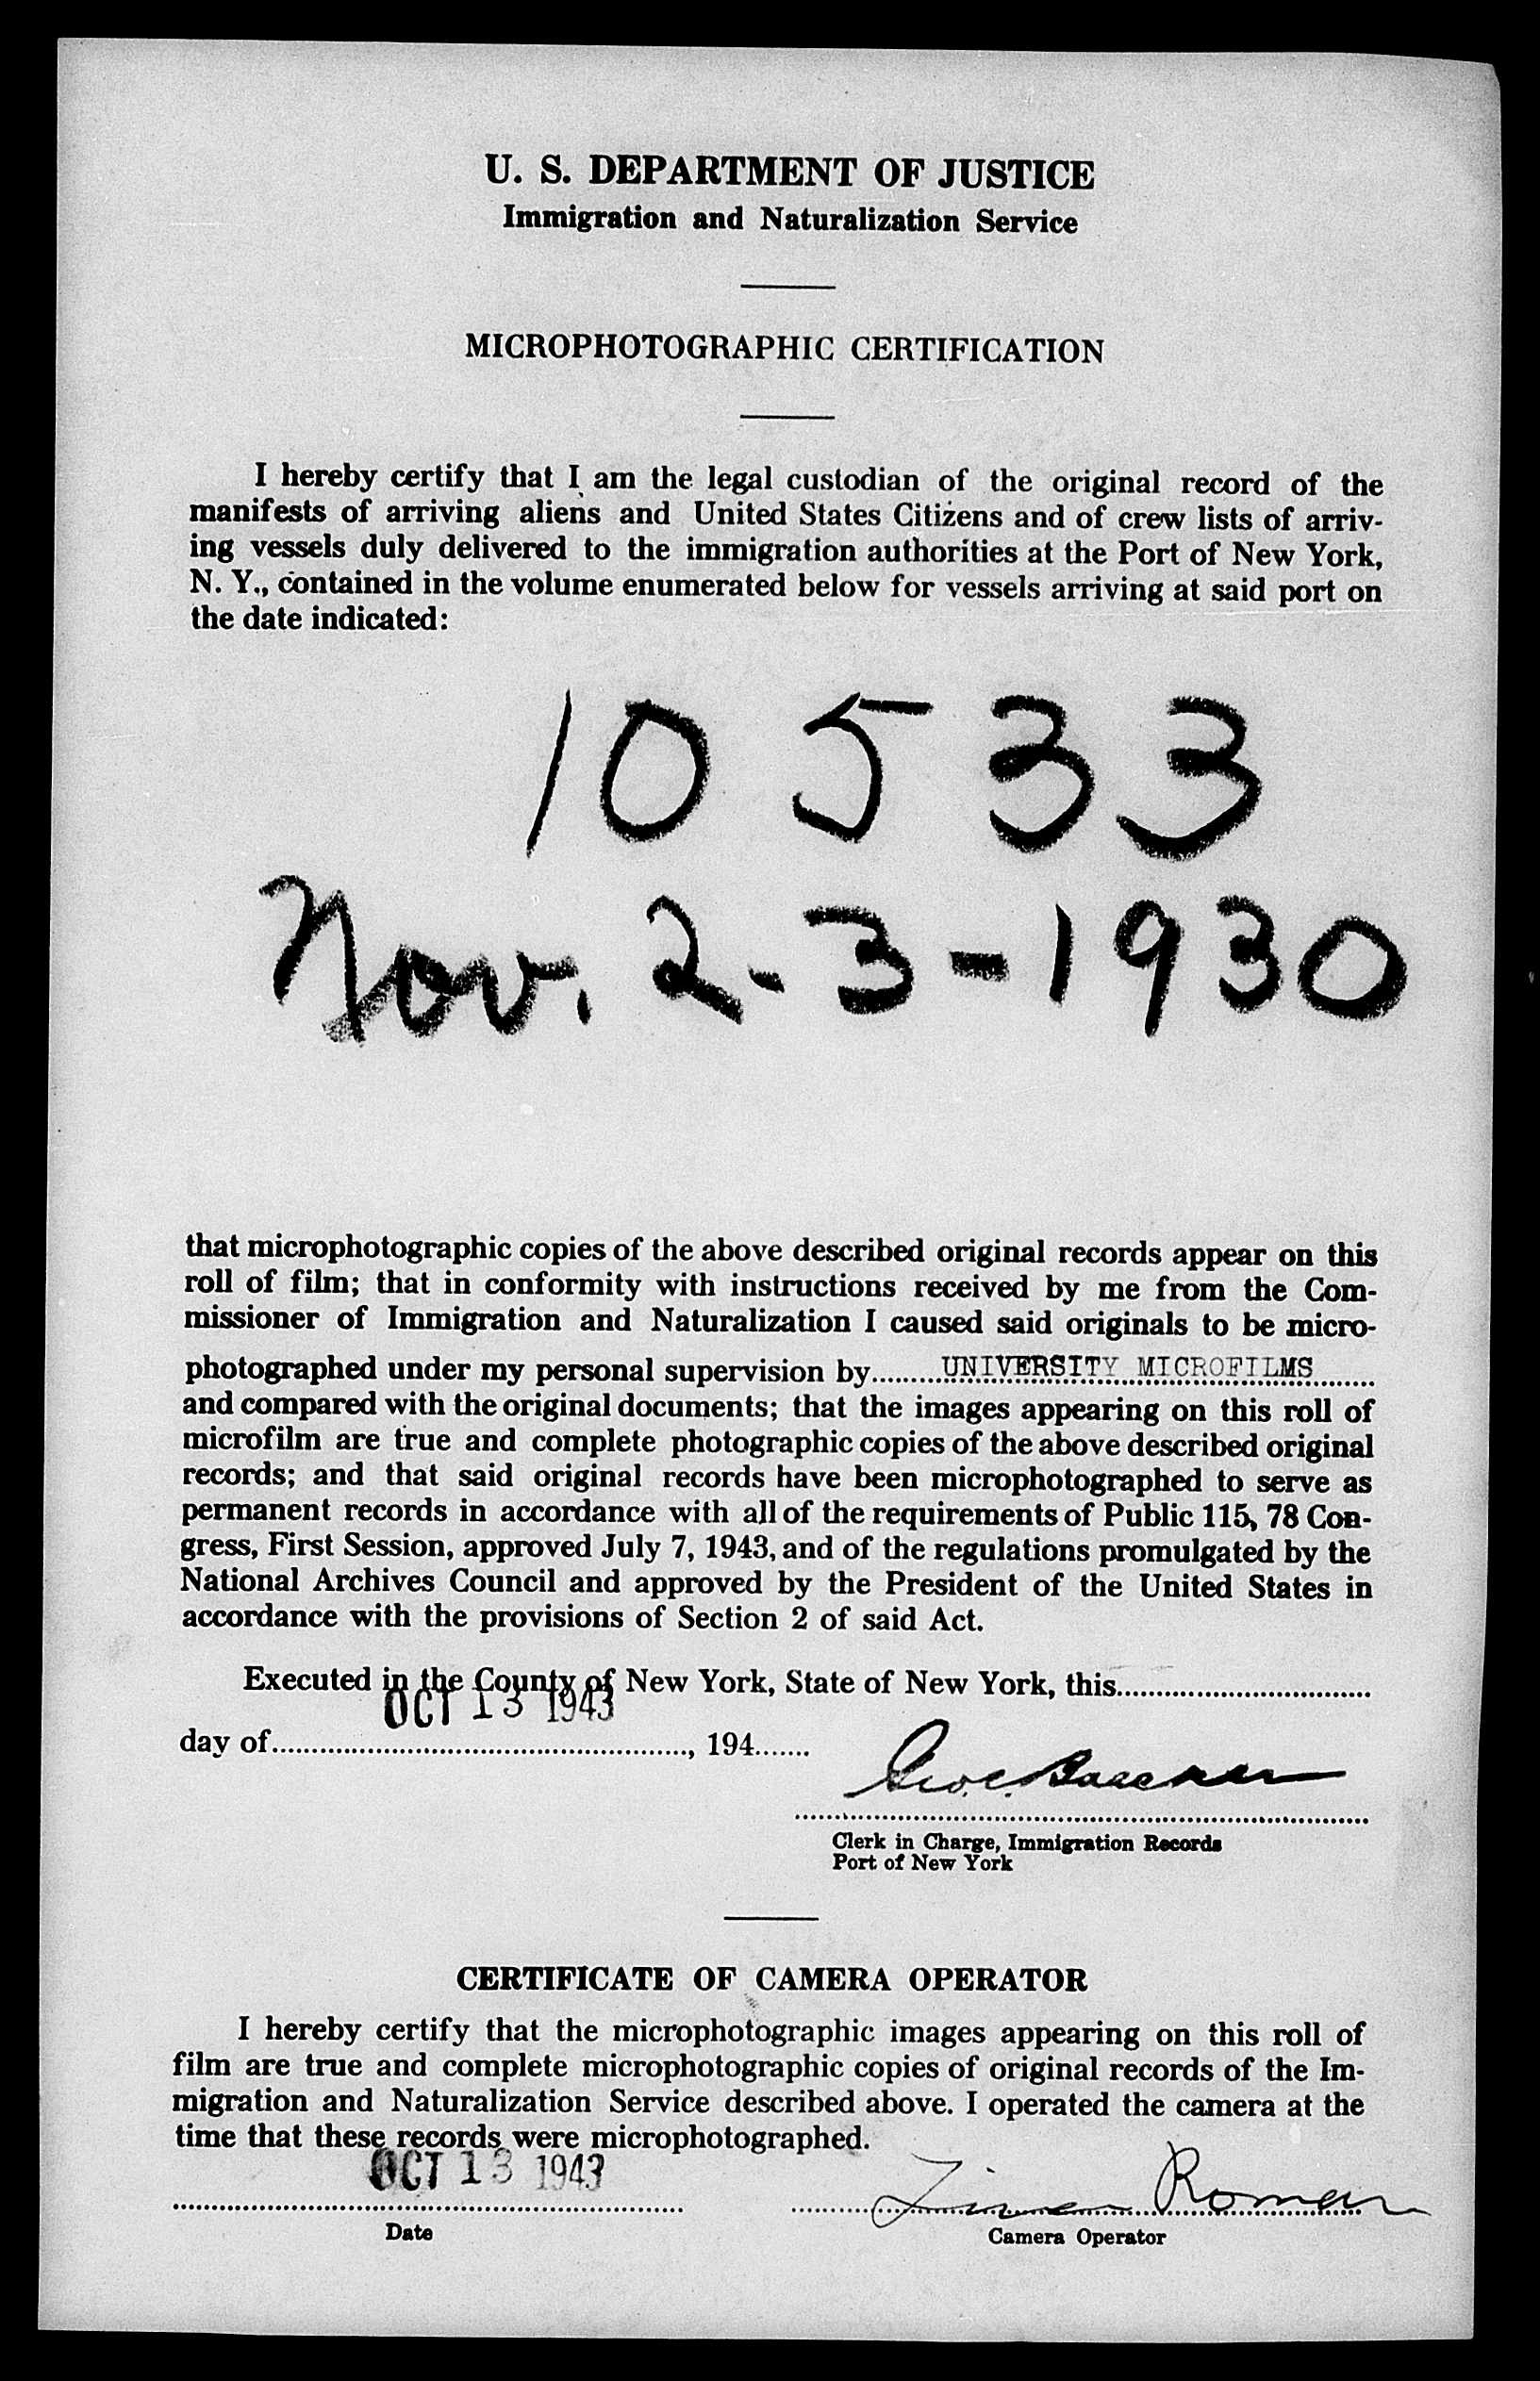 U. S. DEPARTMENT OF JUSTICE
Immigration and Naturalization Service
MICROPHOTOGRAPHIC CERTIFICATION
I hereby certify that I am the legal custodian of the original record of the
manifests of arriving aliens and United States Citizens and of crew lists of arriv-
ing vessels duly delivered to the immigration authorities at the Port of New York,
N. Y., contained in the volume enumerated below for vessels arriving at said port on
the date indicated:
10533
Nov. 2-3-1930
that microphotographic copies of the above described original records appear on this
roll of film; that in conformity with instructions received by me from the Com-
missioner of Immigration and Naturalization I caused said originals to be micro-
photographed under my personal supervision by UNIVERSITY MICROFILMS
and compared with the original documents; that the images appearing on this roll of
microfilm are true and complete photographic copies of the above described original
records; and that said original records have been microphotographed to serve as
permanent records in accordance with all of the requirements of Public 115, 78 Con-
gress, First Session, approved July 7, 1943, and of the regulations promulgated by the
National Archives Council and approved by the President of the United States in
accordance with the provisions of Section 2 of said Act.
Executed in the County of New York, State of New York, this
OCT 13 1943
day of , 194
Clerk in Charge, Immigration Records
Port of New York
CERTIFICATE OF CAMERA OPERATOR
I hereby certify that the microphotographic images appearing on this roll of
film are true and complete microphotographic copies of original records of the Im-
migration and Naturalization Service described above. I operated the camera at the
time that these records were microphotographed.
OCT 13 1943
Roman
Date
Camera Operator